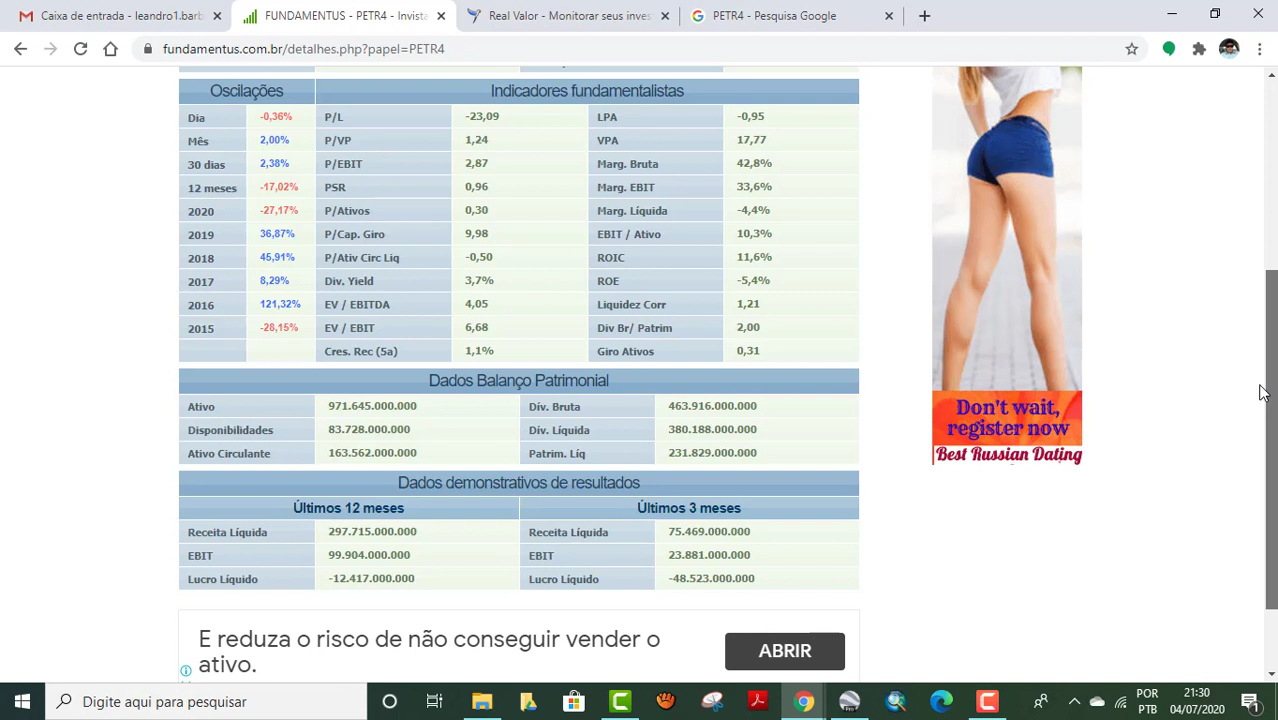 Caixa de entrada - leandro1.barb
FUNDAMENTUS - PETR4 - Invista
Real Valor - Monitorar seus inves
PETR4 - Pesquisa Google
fundamentus.com.br/detalhes.php?papel=PETR4
Oscilações Indicadores fundamentalistas
Dia -0,36% P/L -23,09 LPA -0,95
Mês 2,00% P/VP 1,24 VPA 17,77
30 dias 2,38% P/EBIT 2,87 Marg. Bruta 42,8%
12 meses -17,02% PSR 0,96 Marg. EBIT 33,6%
2020 -27,17% P/Ativos 0,30 Marg. Líquida -4,4%
2019 36,87% P/Cap. Giro 9,98 EBIT / Ativo 10,3%
2018 45,91% P/Ativ Circ Liq -0,50 ROIC 11,6%
2017 8,29% Div. Yield 3,7% ROE -5,4%
2016 121,32% EV / EBITDA 4,05 Liquidez Corr 1,21
2015 -28,15% EV / EBIT 6,68 Div Br/ Patrim 2,00
Cres. Rec (5a) 1,1% Giro Ativos 0,31
Dados Balanço Patrimonial
Ativo 971.645.000.000 Dív. Bruta 463.916.000.000
Disponibilidades 83.728.000.000 Dív. Líquida 380.188.000.000
Ativo Circulante 163.562.000.000 Patrim. Líq 231.829.000.000
Dados demonstrativos de resultados
Últimos 12 meses Últimos 3 meses
Receita Líquida 297.715.000.000 Receita Líquida 75.469.000.000
EBIT 99.904.000.000 EBIT 23.881.000.000
Lucro Líquido -12.417.000.000 Lucro Líquido -48.523.000.000
Don't wait,
register now
Best Russian Dating
E reduza o risco de não conseguir vender o
ativo.
ABRIR
Digite aqui para pesquisar
POR
PTB
21:30
04/07/2020
1